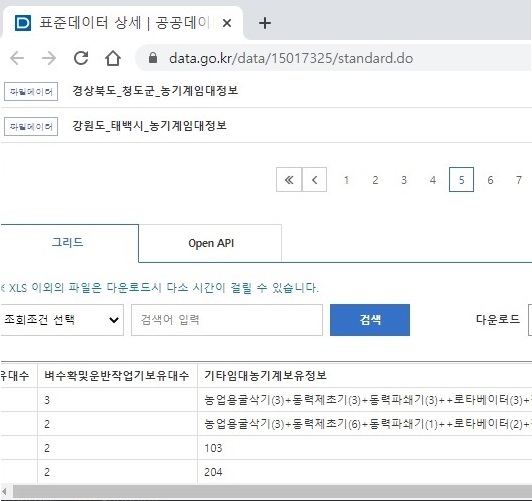 표준데이터 상세 | 공공데이
data.go.kr/data/15017325/standard.do
파일데이터 경상북도_청도군_농기계임대정보
파일데이터 강원도_태백시_농기계임대정보
1 2 3 4 5 6 7
그리드 Open API
XLS 이외의 파일은 다운로드시 다소 시간이 걸릴 수 있습니다.
조회조건 선택 검색어 입력 검색 다운로드
유대수 벼수확및운반작업기보유대수 기타임대농기계보유정보
3 농업용굴삭기(3)+동력제초기(3)+동력파쇄기(3)++로타베이터(3)+
2 농업용굴삭기(3)+동력제초기(6)+동력파쇄기(1)++로타베이터(2)+
2 103
2 204